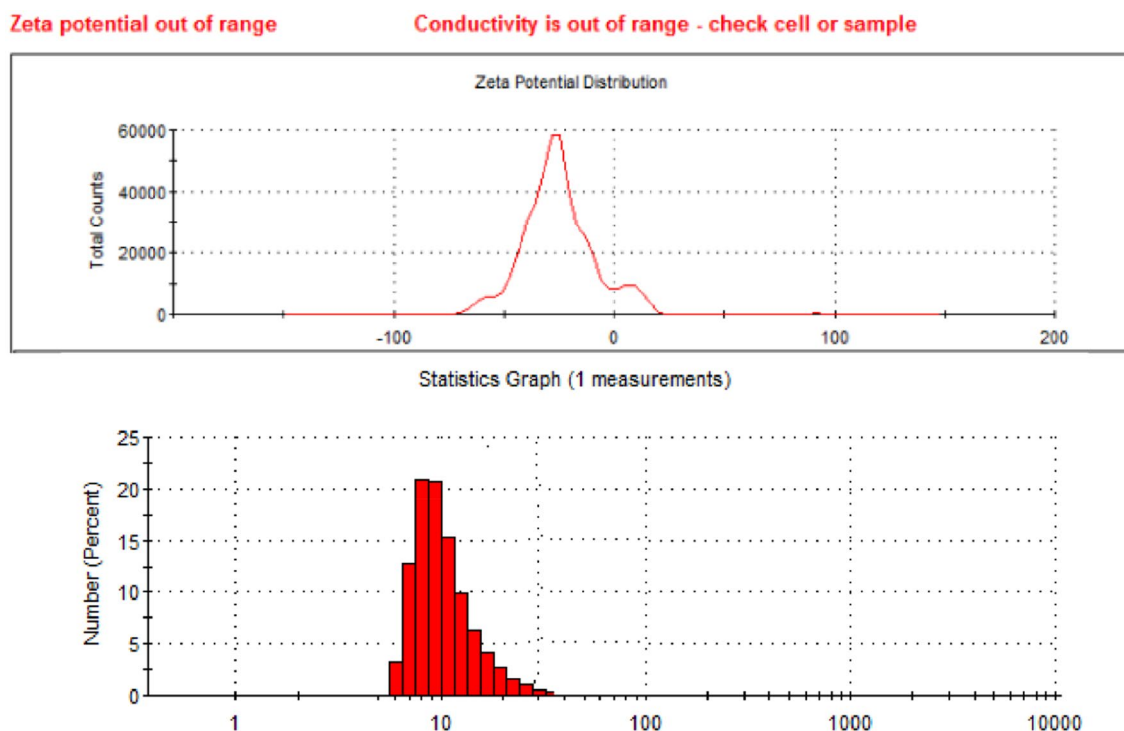 Zeta potential out of range Conductivity is out of range - check cell or sample
Zeta Potential Distribution
Total Counts
60000
40000
20000
0
-100 0 100 200
Statistics Graph (1 measurements)
Number (Percent)
25
20
15
10
5
0
1 10 100 1000 10000